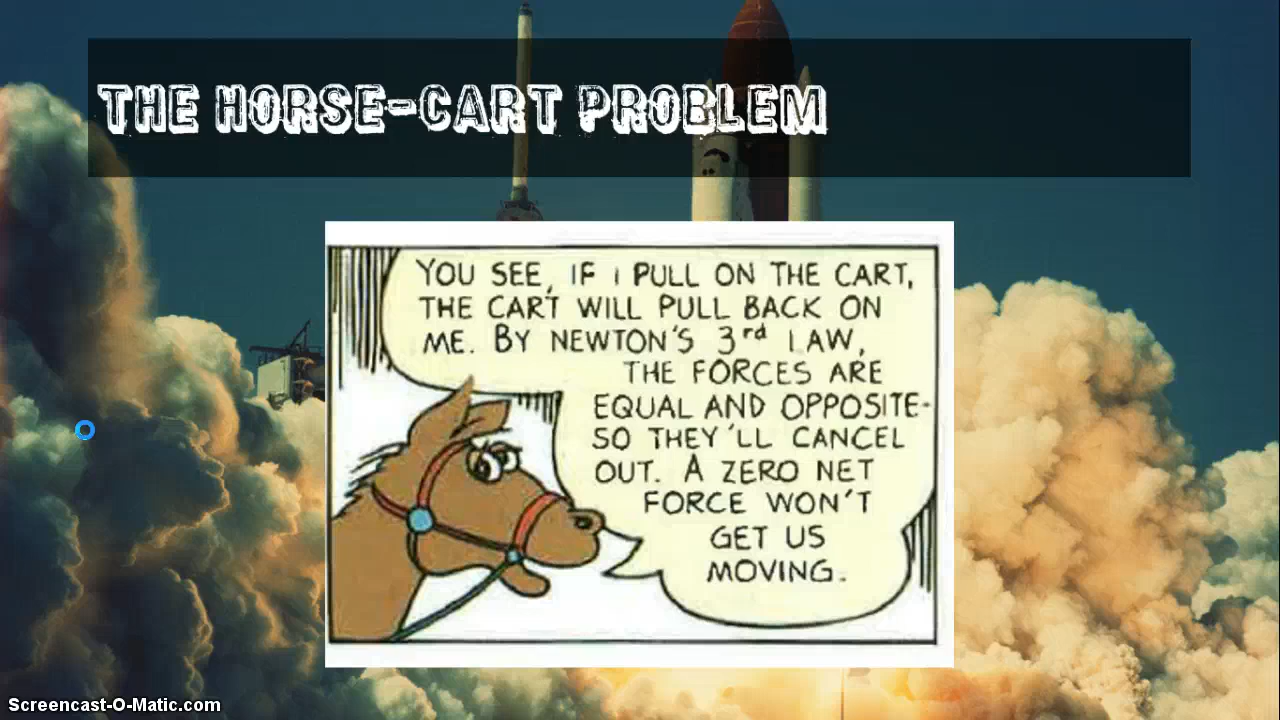 THE HORSE-CART PROBLEM
YOU SEE, IF I PULL ON THE CART,
THE CART WILL PULL BACK ON
ME. BY NEWTON'S 3rd LAW,
THE FORCES ARE
EQUAL AND OPPOSITE-
SO THEY'LL CANCEL
OUT. A ZERO NET
FORCE WON'T
GET US
MOVING.
Screencast-O-Matic.com